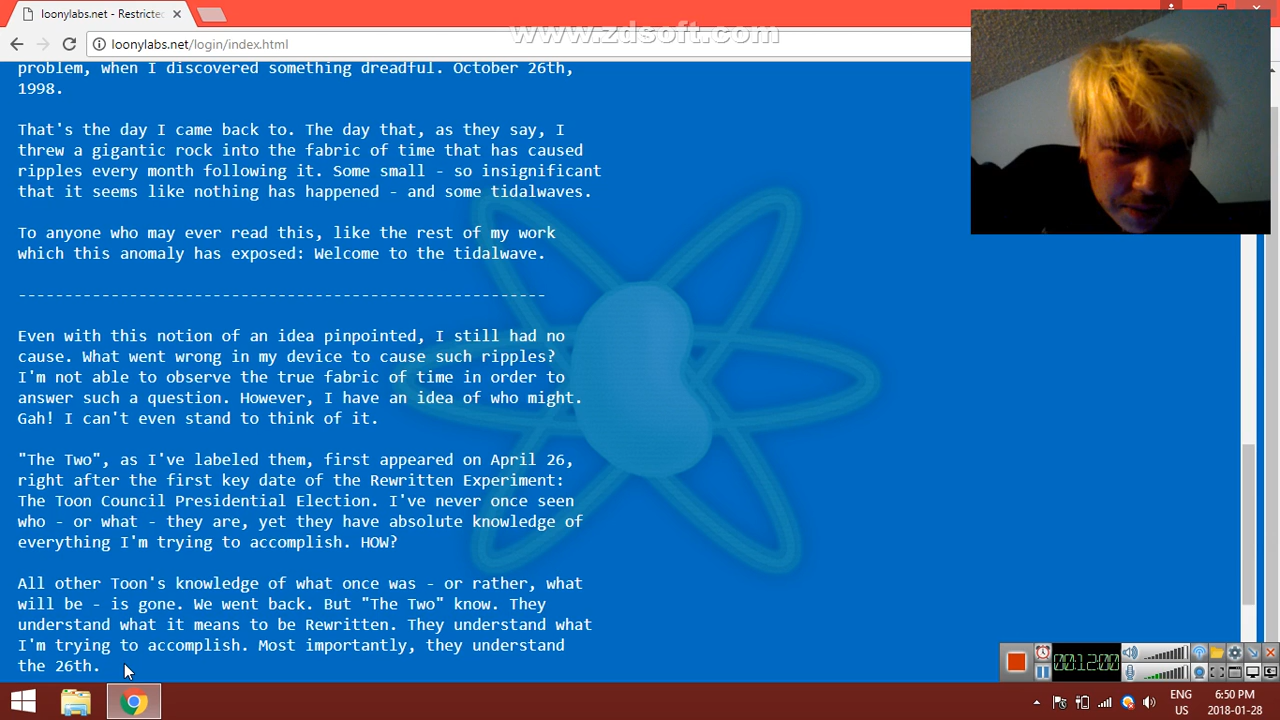 loonylabs.net - Restricte
www.zdsoft.com
loonylabs.net/login/index.html
problem, when I discovered something dreadful. October 26th,
1998.
That's the day I came back to. The day that, as they say, I
threw a gigantic rock into the fabric of time that has caused
ripples every month following it. Some small - so insignificant
that it seems like nothing has happened - and some tidalwaves.
To anyone who may ever read this, like the rest of my work
which this anomaly has exposed: Welcome to the tidalwave.
---------------------------------------------------------
Even with this notion of an idea pinpointed, I still had no
cause. What went wrong in my device to cause such ripples?
I'm not able to observe the true fabric of time in order to
answer such a question. However, I have an idea of who might.
Gah! I can't even stand to think of it.
"The Two", as I've labeled them, first appeared on April 26,
right after the first key date of the Rewritten Experiment:
The Toon Council Presidential Election. I've never once seen
who - or what - they are, yet they have absolute knowledge of
everything I'm trying to accomplish. HOW?
All other Toon's knowledge of what once was - or rather, what
will be - is gone. We went back. But "The Two" know. They
understand what it means to be Rewritten. They understand what
I'm trying to accomplish. Most importantly, they understand
the 26th.
00:12:00
ENG
US
6:50 PM
2018-01-28